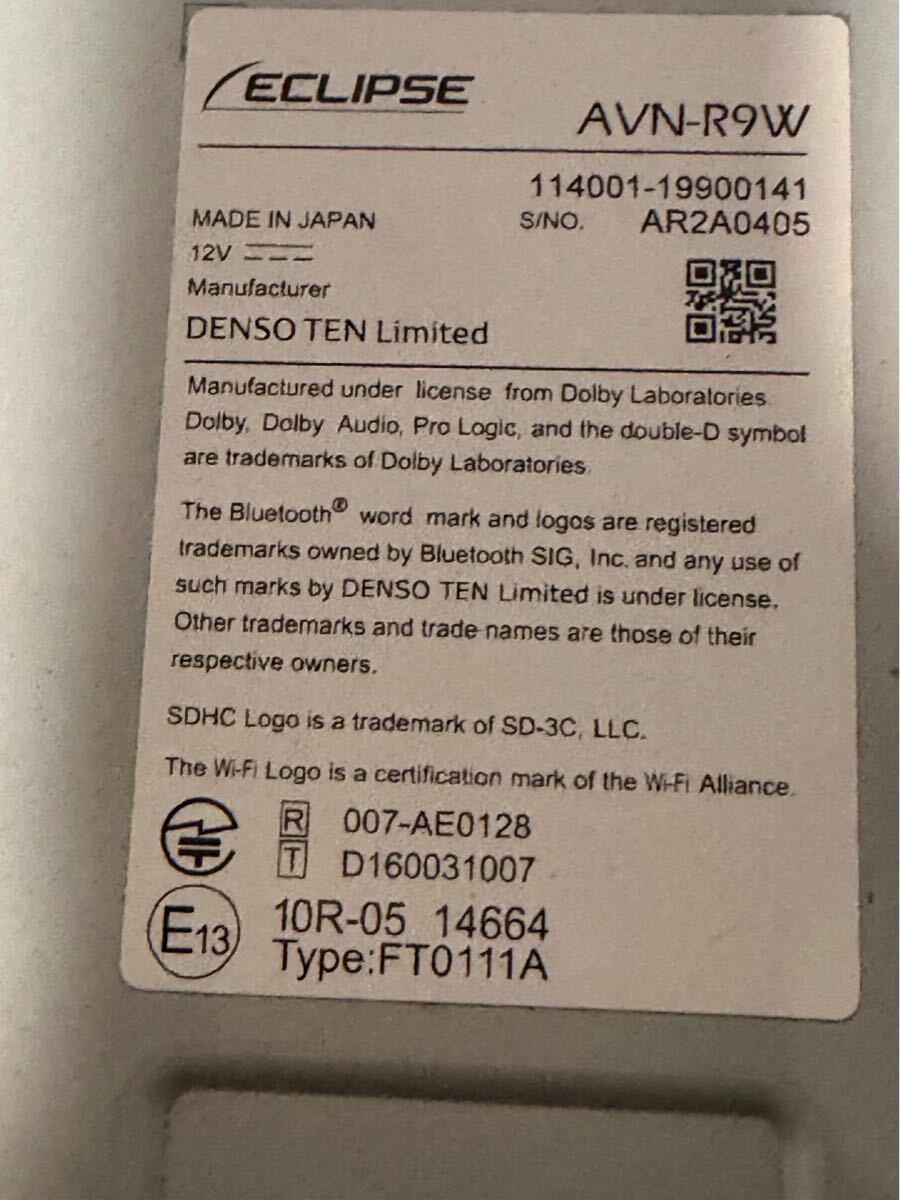 ECLIPSE
AVN-R9W
114001-19900141
MADE IN JAPAN S/NO. AR2A0405
12V
Manufacturer
DENSO TEN Limited
Manufactured under license from Dolby Laboratories.
Dolby, Dolby Audio, Pro Logic, and the double-D symbol
are trademarks of Dolby Laboratories.
The Bluetooth® word mark and logos are registered
trademarks owned by Bluetooth SIG, Inc. and any use of
such marks by DENSO TEN Limited is under license.
Other trademarks and trade names are those of their
respective owners.
SDHC Logo is a trademark of SD-3C, LLC.
The Wi-Fi Logo is a certification mark of the Wi-Fi Alliance.
R 007-AE0128
T D160031007
E13 10R-05 14664
Type:FT0111A